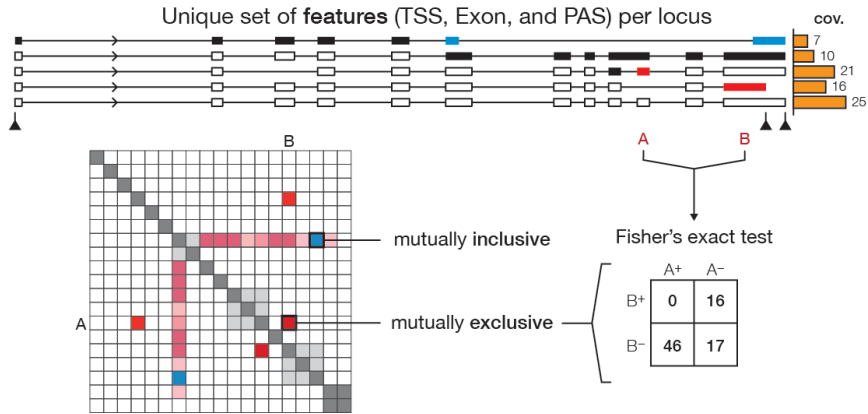 Unique set of features (TSS, Exon, and PAS) per locus
cov.
7
10
21
16
25
A B
B
A
mutually inclusive
mutually exclusive
Fisher's exact test
A+ A−
B+ 0 16
B− 46 17